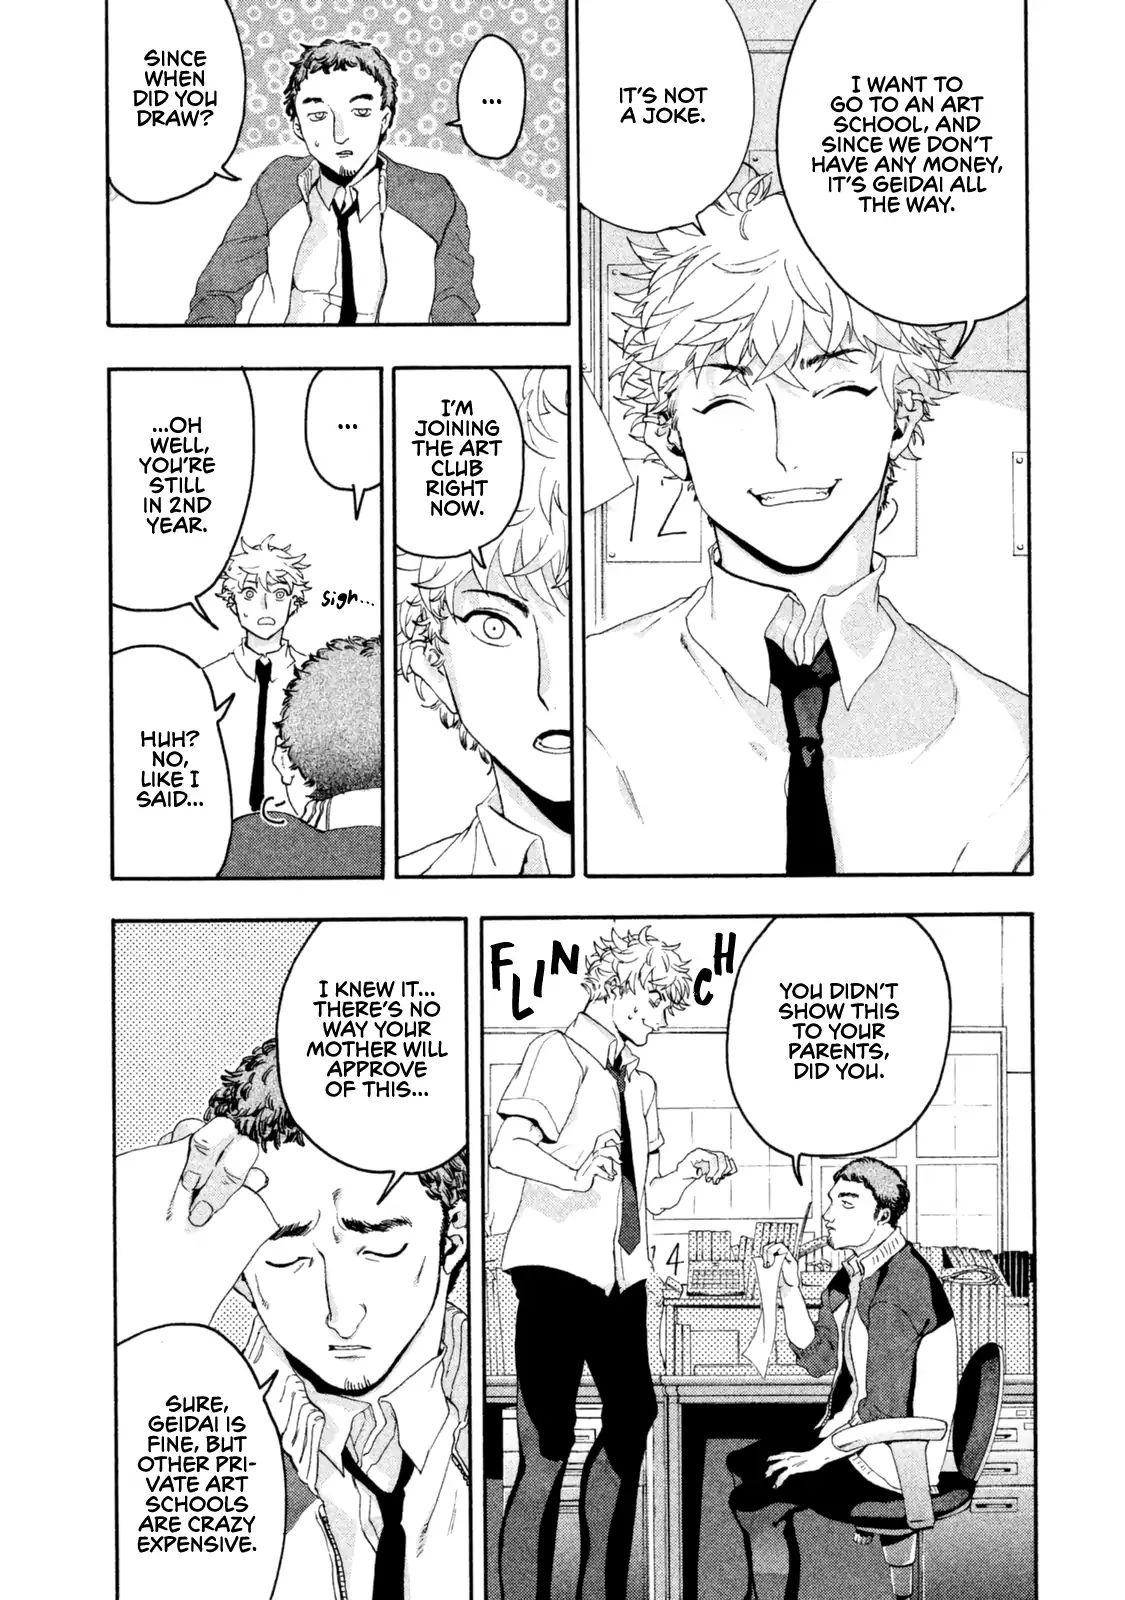 I WANT TO
GO TO AN ART
SCHOOL, AND
SINCE WE DON'T
HAVE ANY MONEY,
IT'S GEIDAI ALL
THE WAY.
IT'S NOT
A JOKE.
12
...
SINCE
WHEN
DID YOU
DRAW?
I'M
JOINING
THE ART
CLUB
RIGHT
NOW.
...
...OH
WELL,
YOU'RE
STILL
IN 2ND
YEAR.
sigh...
HUH?
NO,
LIKE I
SAID...
YOU DIDN'T
SHOW THIS
TO YOUR
PARENTS,
DID YOU.
FLINCH
14
I KNEW IT...
THERE'S NO
WAY YOUR
MOTHER WILL
APPROVE
OF THIS...
SURE,
GEIDAI IS
FINE, BUT
OTHER PRI-
VATE ART
SCHOOLS
ARE CRAZY
EXPENSIVE.